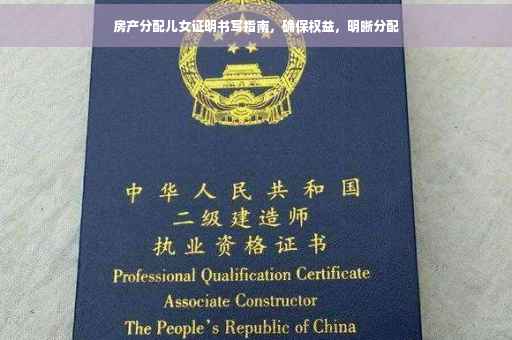 房产分配儿女证明书写指南，确保权益，明晰分配
中华人民共和国
二级建造师
执业资格证书
Professional Qualification Certificate
Associate Constructor
The People's Republic of China